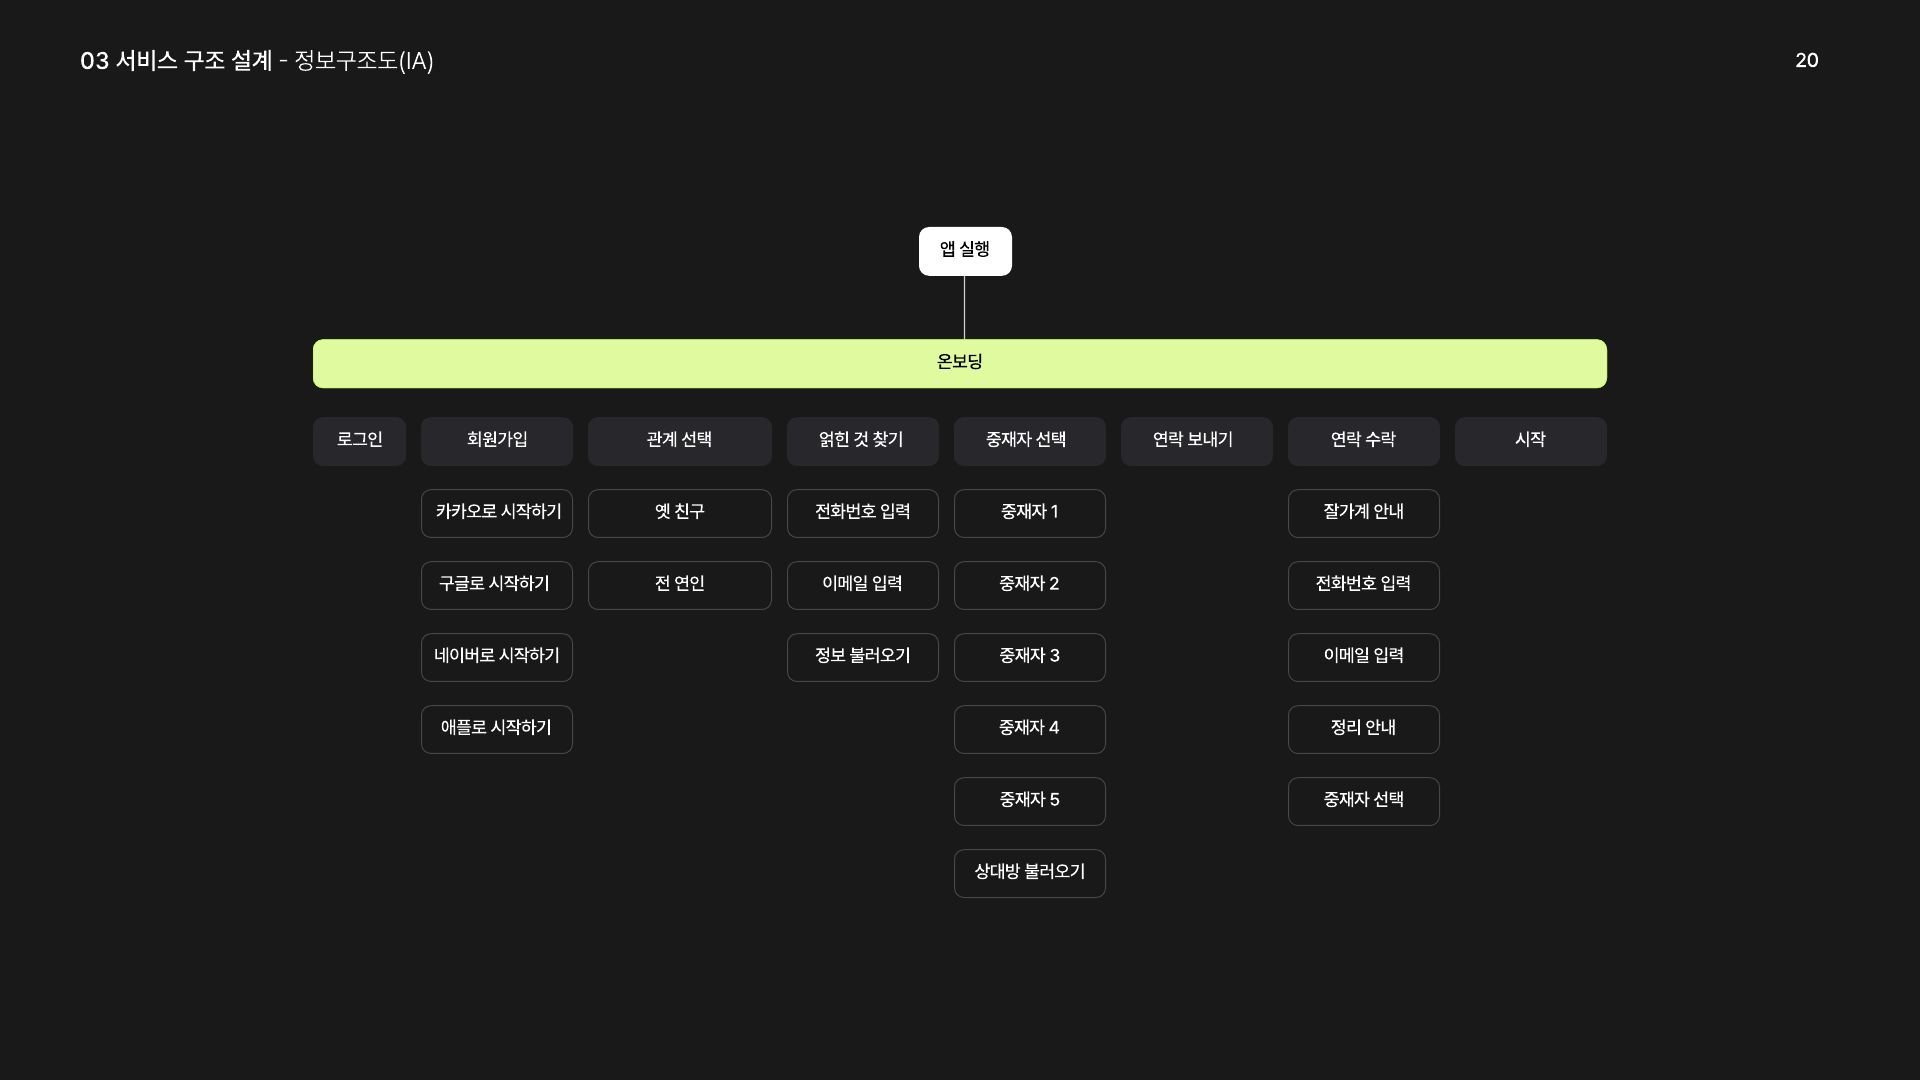 03 서비스 구조 설계 - 정보구조도(IA)
20
앱 실행
온보딩
로그인
회원가입
관계 선택
얽힌 것 찾기
중재자 선택
연락 보내기
연락 수락
시작
카카오로 시작하기
옛 친구
전화번호 입력
중재자 1
잘가계 안내
구글로 시작하기
전 연인
이메일 입력
중재자 2
전화번호 입력
네이버로 시작하기
정보 불러오기
중재자 3
이메일 입력
애플로 시작하기
중재자 4
정리 안내
중재자 5
중재자 선택
상대방 불러오기